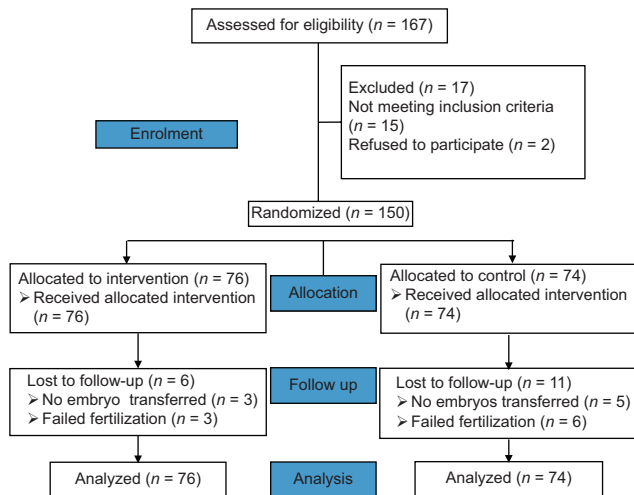 Assessed for eligibility (n = 167)
Excluded (n = 17)
Not meeting inclusion criteria
(n = 15)
Refused to participate (n = 2)
Enrolment
Randomized (n = 150)
Allocated to intervention (n = 76)
➢ Received allocated intervention
(n = 76)
Allocation
Allocated to control (n = 74)
➢ Received allocated intervention
(n = 74)
Lost to follow-up (n = 6)
➢ No embryo transferred (n = 3)
➢ Failed fertilization (n = 3)
Follow up
Lost to follow-up (n = 11)
➢ No embryos transferred (n = 5)
➢ Failed fertilization (n = 6)
Analyzed (n = 76)
Analysis
Analyzed (n = 74)